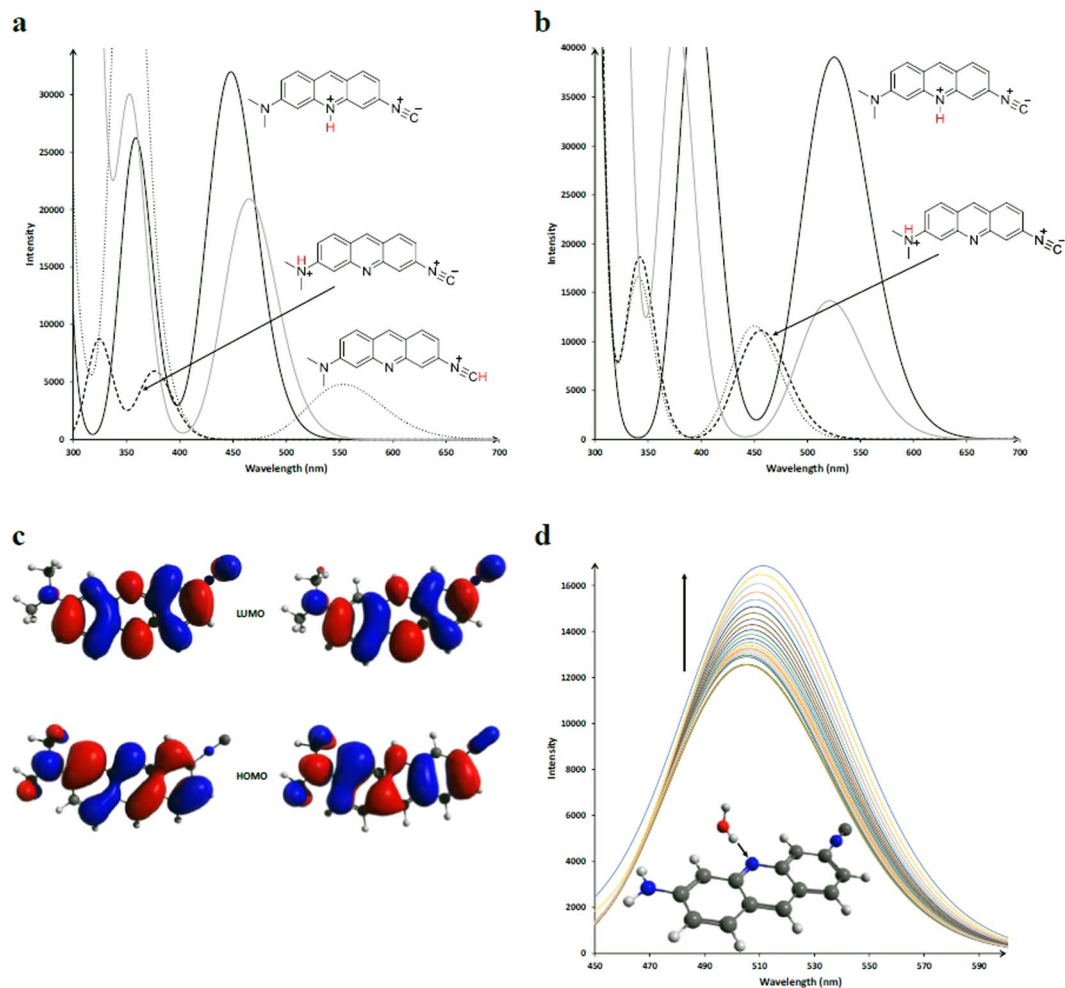 a
30000
25000
20000
15000
10000
5000
0
300 350 400 450 500 550 600 650 700
Intensity
Wavelength (nm)
N
N
+
H
N
+
C
−
H
N
+
N
N
+
C
−
N
N
N
+
CH
b
40000
35000
30000
25000
20000
15000
10000
5000
0
300 350 400 450 500 550 600 650 700
Intensity
Wavelength (nm)
N
N
+
H
N
+
C
−
H
N
+
N
N
+
C
−
c
LUMO
HOMO
d
16000
14000
12000
10000
8000
6000
4000
2000
0
450 470 490 510 530 550 570 590
Intensity
Wavelength (nm)